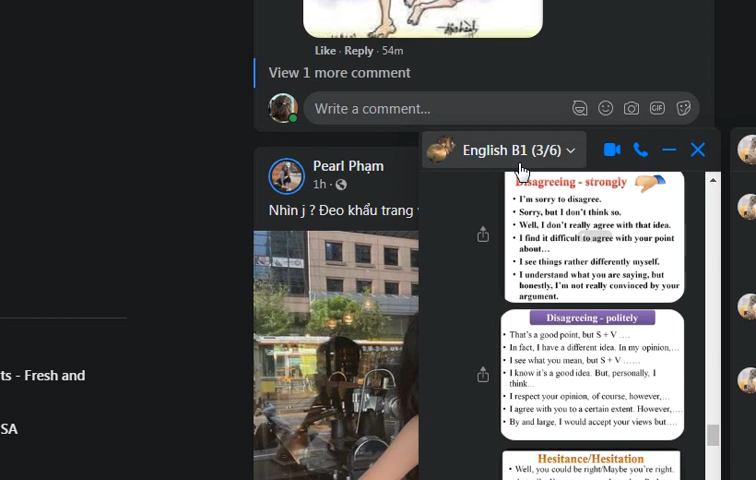 Like · Reply · 54m
View 1 more comment
Write a comment...
GIF
English B1 (3/6)
Pearl Phạm
1h ·
Nhìn j ? Đeo khẩu trang
Disagreeing - strongly
• I'm sorry to disagree.
• Sorry, but I don't think so.
• Well, I don't really agree with that idea.
• I find it difficult to agree with your point
about…
• I see things rather differently myself.
• I understand what you are saying, but
honestly, I'm not really convinced by your
argument.
Disagreeing - politely
• That's a good point, but S + V ….
• In fact, I have a different idea. In my opinion,…
• I see what you mean, but S + V ……
• I know it's a good idea. But, personally, I
think…
• I respect your opinion, of course, however,…
• I agree with you to a certain extent. However,…
• By and large, I would accept your views but…
Hesitance/Hesitation
• Well, you could be right/Maybe you're right.
ts - Fresh and
SA